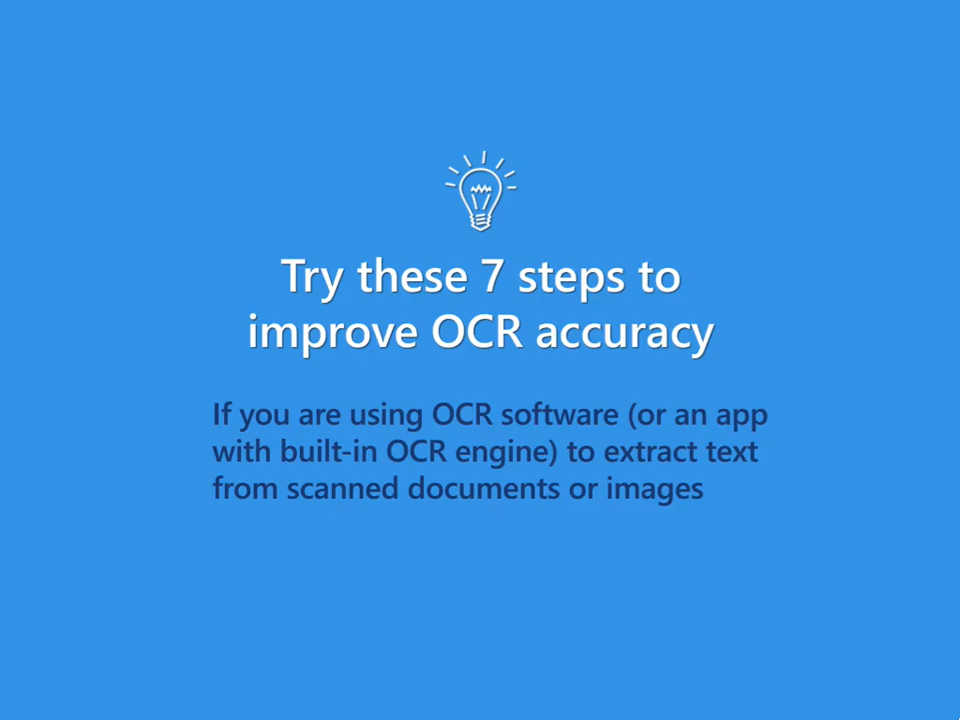 Try these 7 steps to
improve OCR accuracy
If you are using OCR software (or an app
with built-in OCR engine) to extract text
from scanned documents or images